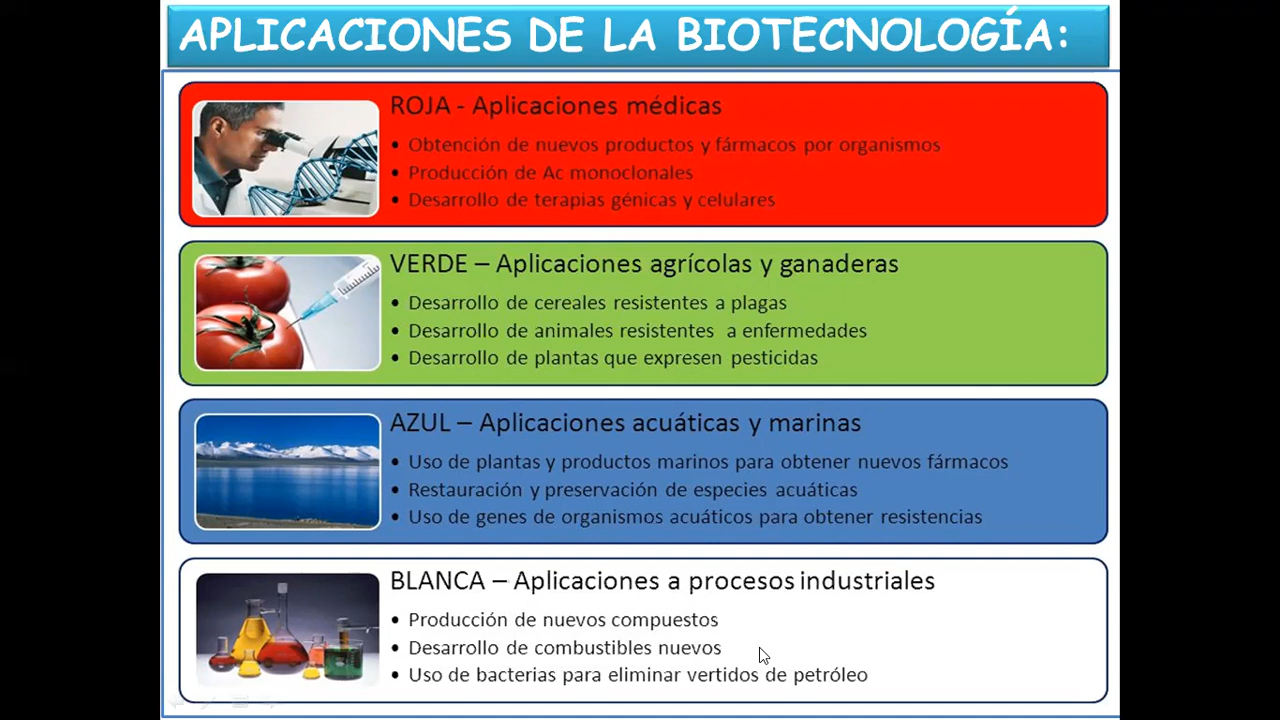 APLICACIONES DE LA BIOTECNOLOGÍA:
ROJA - Aplicaciones médicas
• Obtención de nuevos productos y fármacos por organismos
• Producción de Ac monoclonales
• Desarrollo de terapias génicas y celulares
VERDE – Aplicaciones agrícolas y ganaderas
• Desarrollo de cereales resistentes a plagas
• Desarrollo de animales resistentes a enfermedades
• Desarrollo de plantas que expresen pesticidas
AZUL – Aplicaciones acuáticas y marinas
• Uso de plantas y productos marinos para obtener nuevos fármacos
• Restauración y preservación de especies acuáticas
• Uso de genes de organismos acuáticos para obtener resistencias
BLANCA – Aplicaciones a procesos industriales
• Producción de nuevos compuestos
• Desarrollo de combustibles nuevos
• Uso de bacterias para eliminar vertidos de petróleo